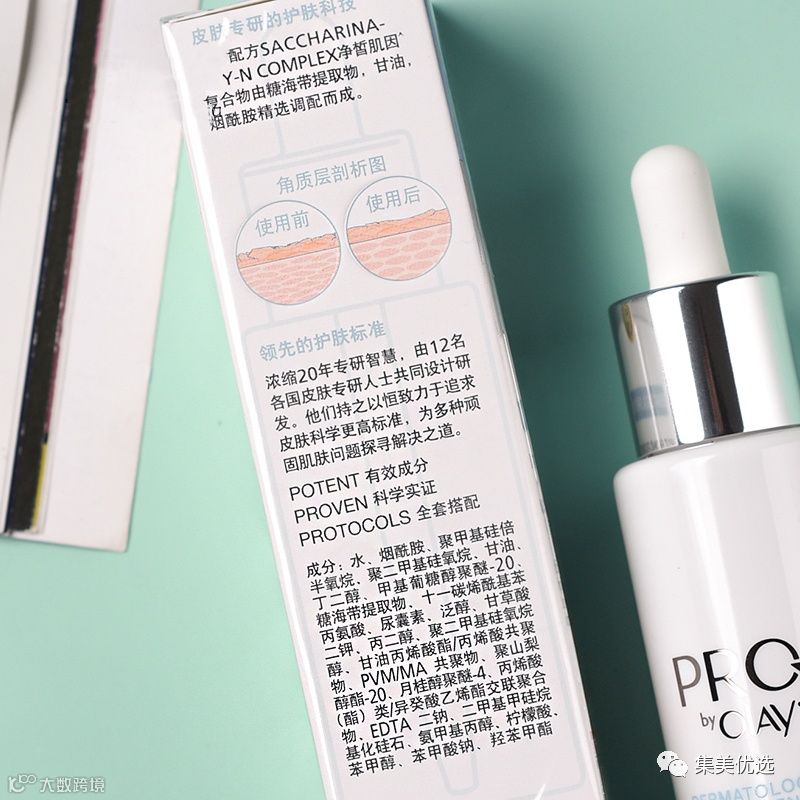 皮肤专研的护肤科技
配方SACCHARINA-
Y-N COMPLEX净皙肌因^
复合物由糖海带提取物，甘油，
烟酰胺精选调配而成。
角质层剖析图
使用前
使用后
领先的护肤标准
浓缩20年专研智慧，由12名
各国皮肤专研人士共同设计研
发。他们持之以恒致力于追求
皮肤科学更高标准，为多种顽
固肌肤问题探寻解决之道。
POTENT 有效成分
PROVEN 科学实证
PROTOCOLS 全套搭配
成分：水、烟酰胺、聚甲基硅倍
半氧烷、聚二甲基硅氧烷、甘油、
丁二醇、甲基葡糖醇聚醚-20、
糖海带提取物、十一碳烯酰基苯
丙氨酸、尿囊素、泛醇、甘草酸
二钾、丙二醇、聚二甲基硅氧烷
醇、甘油丙烯酸酯/丙烯酸共聚
物、PVM/MA 共聚物、聚山梨
醇酯-20、月桂醇聚醚-4、丙烯酸
（酯）类/异癸酸乙烯酯交联聚合
物、EDTA 二钠、二甲基甲硅烷
基化硅石、氨甲基丙醇、柠檬酸、
苯甲醇、苯甲酸钠、羟苯甲酯
PRO
by OLAY
DERMATOLOG
集美优选
大数跨境